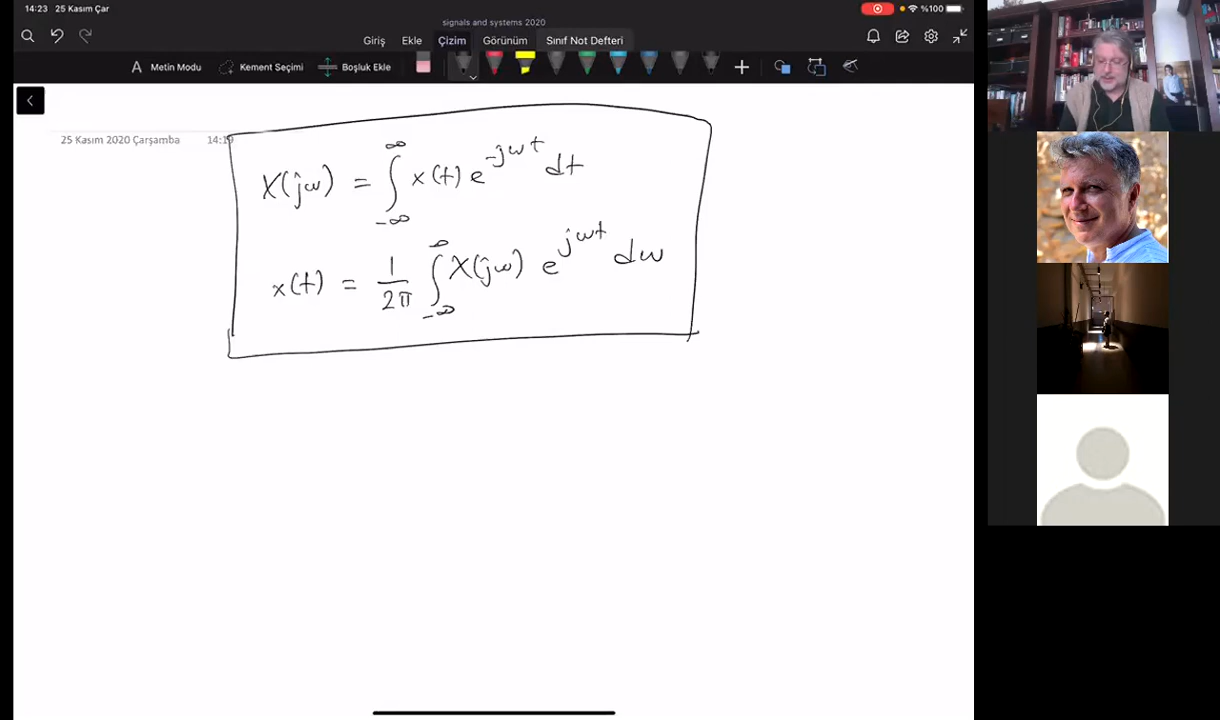 14:23 25 Kasım Çar
%100
signals and systems 2020
Giriş Ekle Çizim Görünüm Sınıf Not Defteri
Metin Modu Kement Seçimi Boşluk Ekle
25 Kasım 2020 Çarşamba 14:19
X(jω) = ∫_{-∞}^{∞} x(t) e^{-jωt} dt
x(t) = 1/2π ∫_{-∞}^{∞} X(jω) e^{jωt} dω